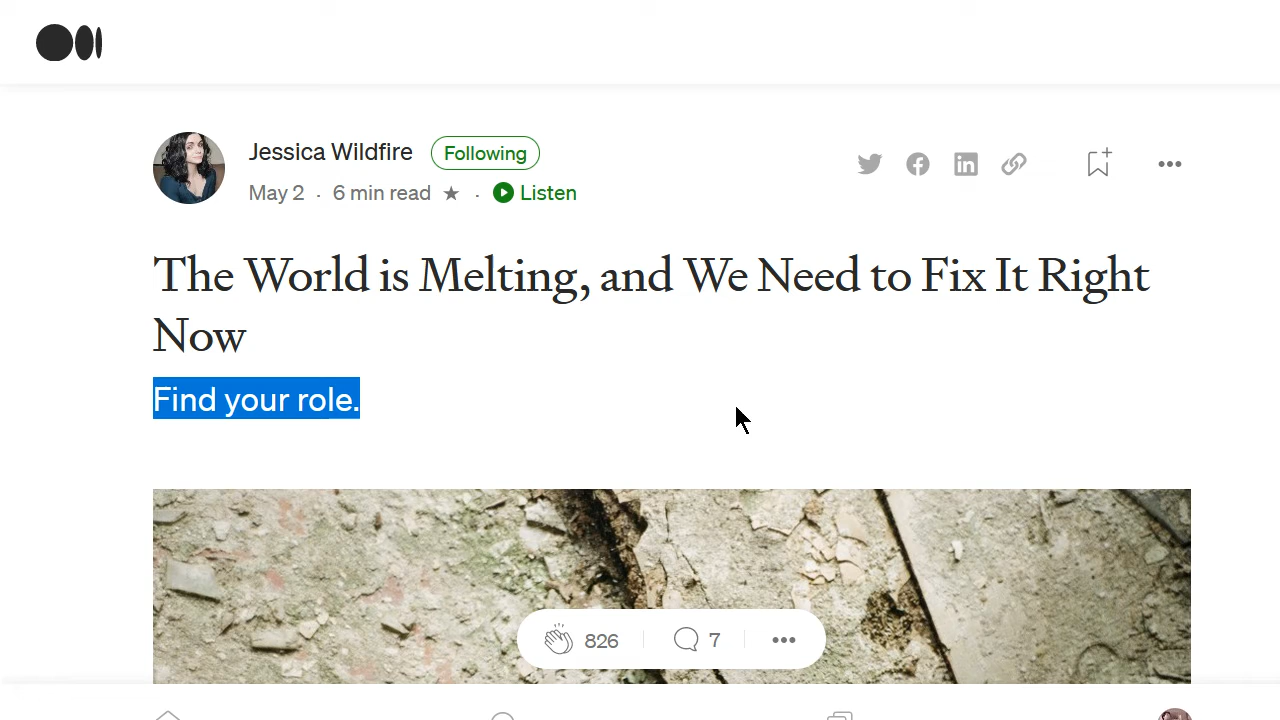 Jessica Wildfire Following
May 2 · 6 min read ★ · Listen
The World is Melting, and We Need to Fix It Right
Now
Find your role.
826 7